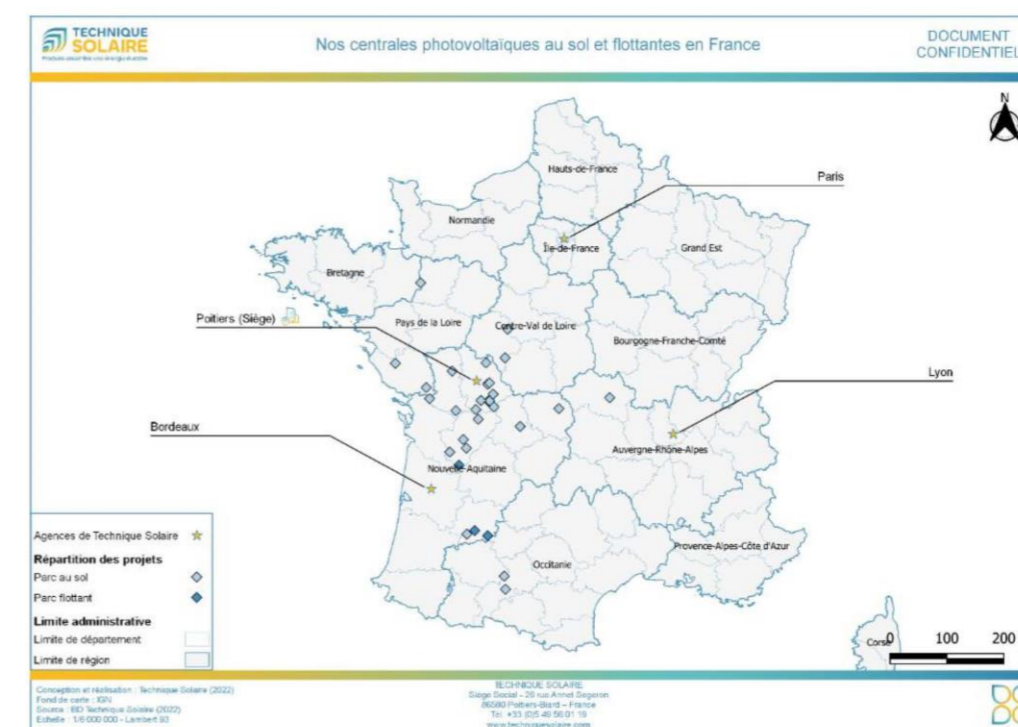 TECHNIQUE
SOLAIRE
Nos centrales photovoltaïques au sol et flottantes en France
DOCUMENT
CONFIDENTIEL
N
Hauts-de-France
Paris
Normandie
Île-de-France
Grand Est
Bretagne
Poitiers (Siège)
Pays de la Loire
Centre-Val de Loire
Bourgogne-Franche-Comté
Lyon
Bordeaux
Auvergne-Rhône-Alpes
Nouvelle-Aquitaine
Agences de Technique Solaire
Répartition des projets
Parc au sol
Parc flottant
Limite administrative
Limite de département
Limite de région
Provence-Alpes-Côte d'Azur
Occitanie
Corse
0 100 200
Conception et réalisation : Technique Solaire (2022)
Fond de carte : IGN
Source : BD Technique Solaire (2022)
Echelle : 1/6 000 000 - Lambert 93
TECHNIQUE SOLAIRE
Siège Social - 26 rue Annet Segeron
86580 Poitiers-Biard – France
Tel: +33 (0)5 49 56 01 19
www.techniquesolaire.com